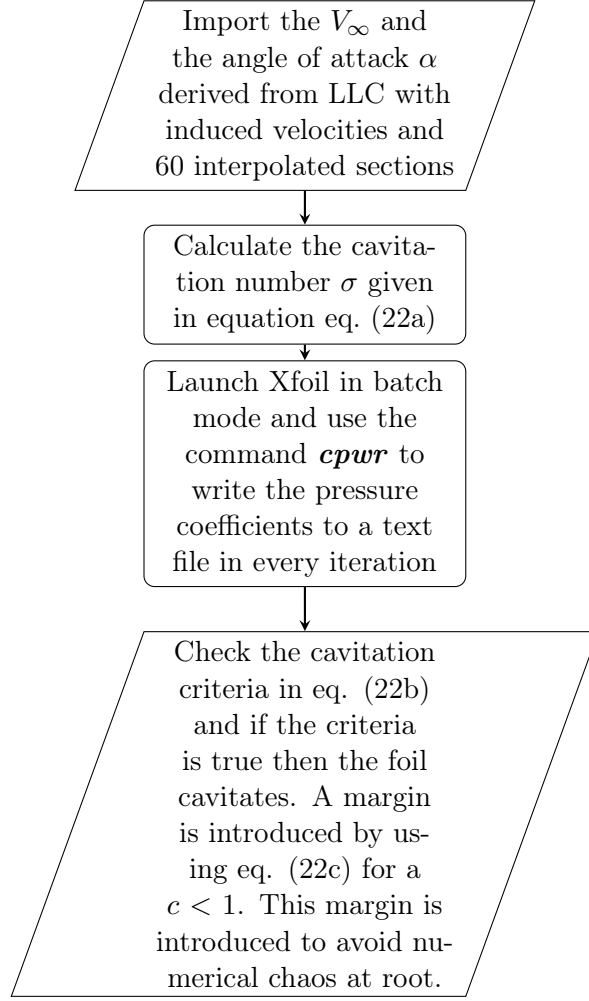 Import the V∞ and
the angle of attack α
derived from LLC with
induced velocities and
60 interpolated sections
Calculate the cavita-
tion number σ given
in equation eq. (22a)
Launch Xfoil in batch
mode and use the
command cpwr to
write the pressure
coefficients to a text
file in every iteration
Check the cavitation
criteria in eq. (22b)
and if the criteria
is true then the foil
cavitates. A margin
is introduced by us-
ing eq. (22c) for a
c < 1. This margin is
introduced to avoid nu-
merical chaos at root.